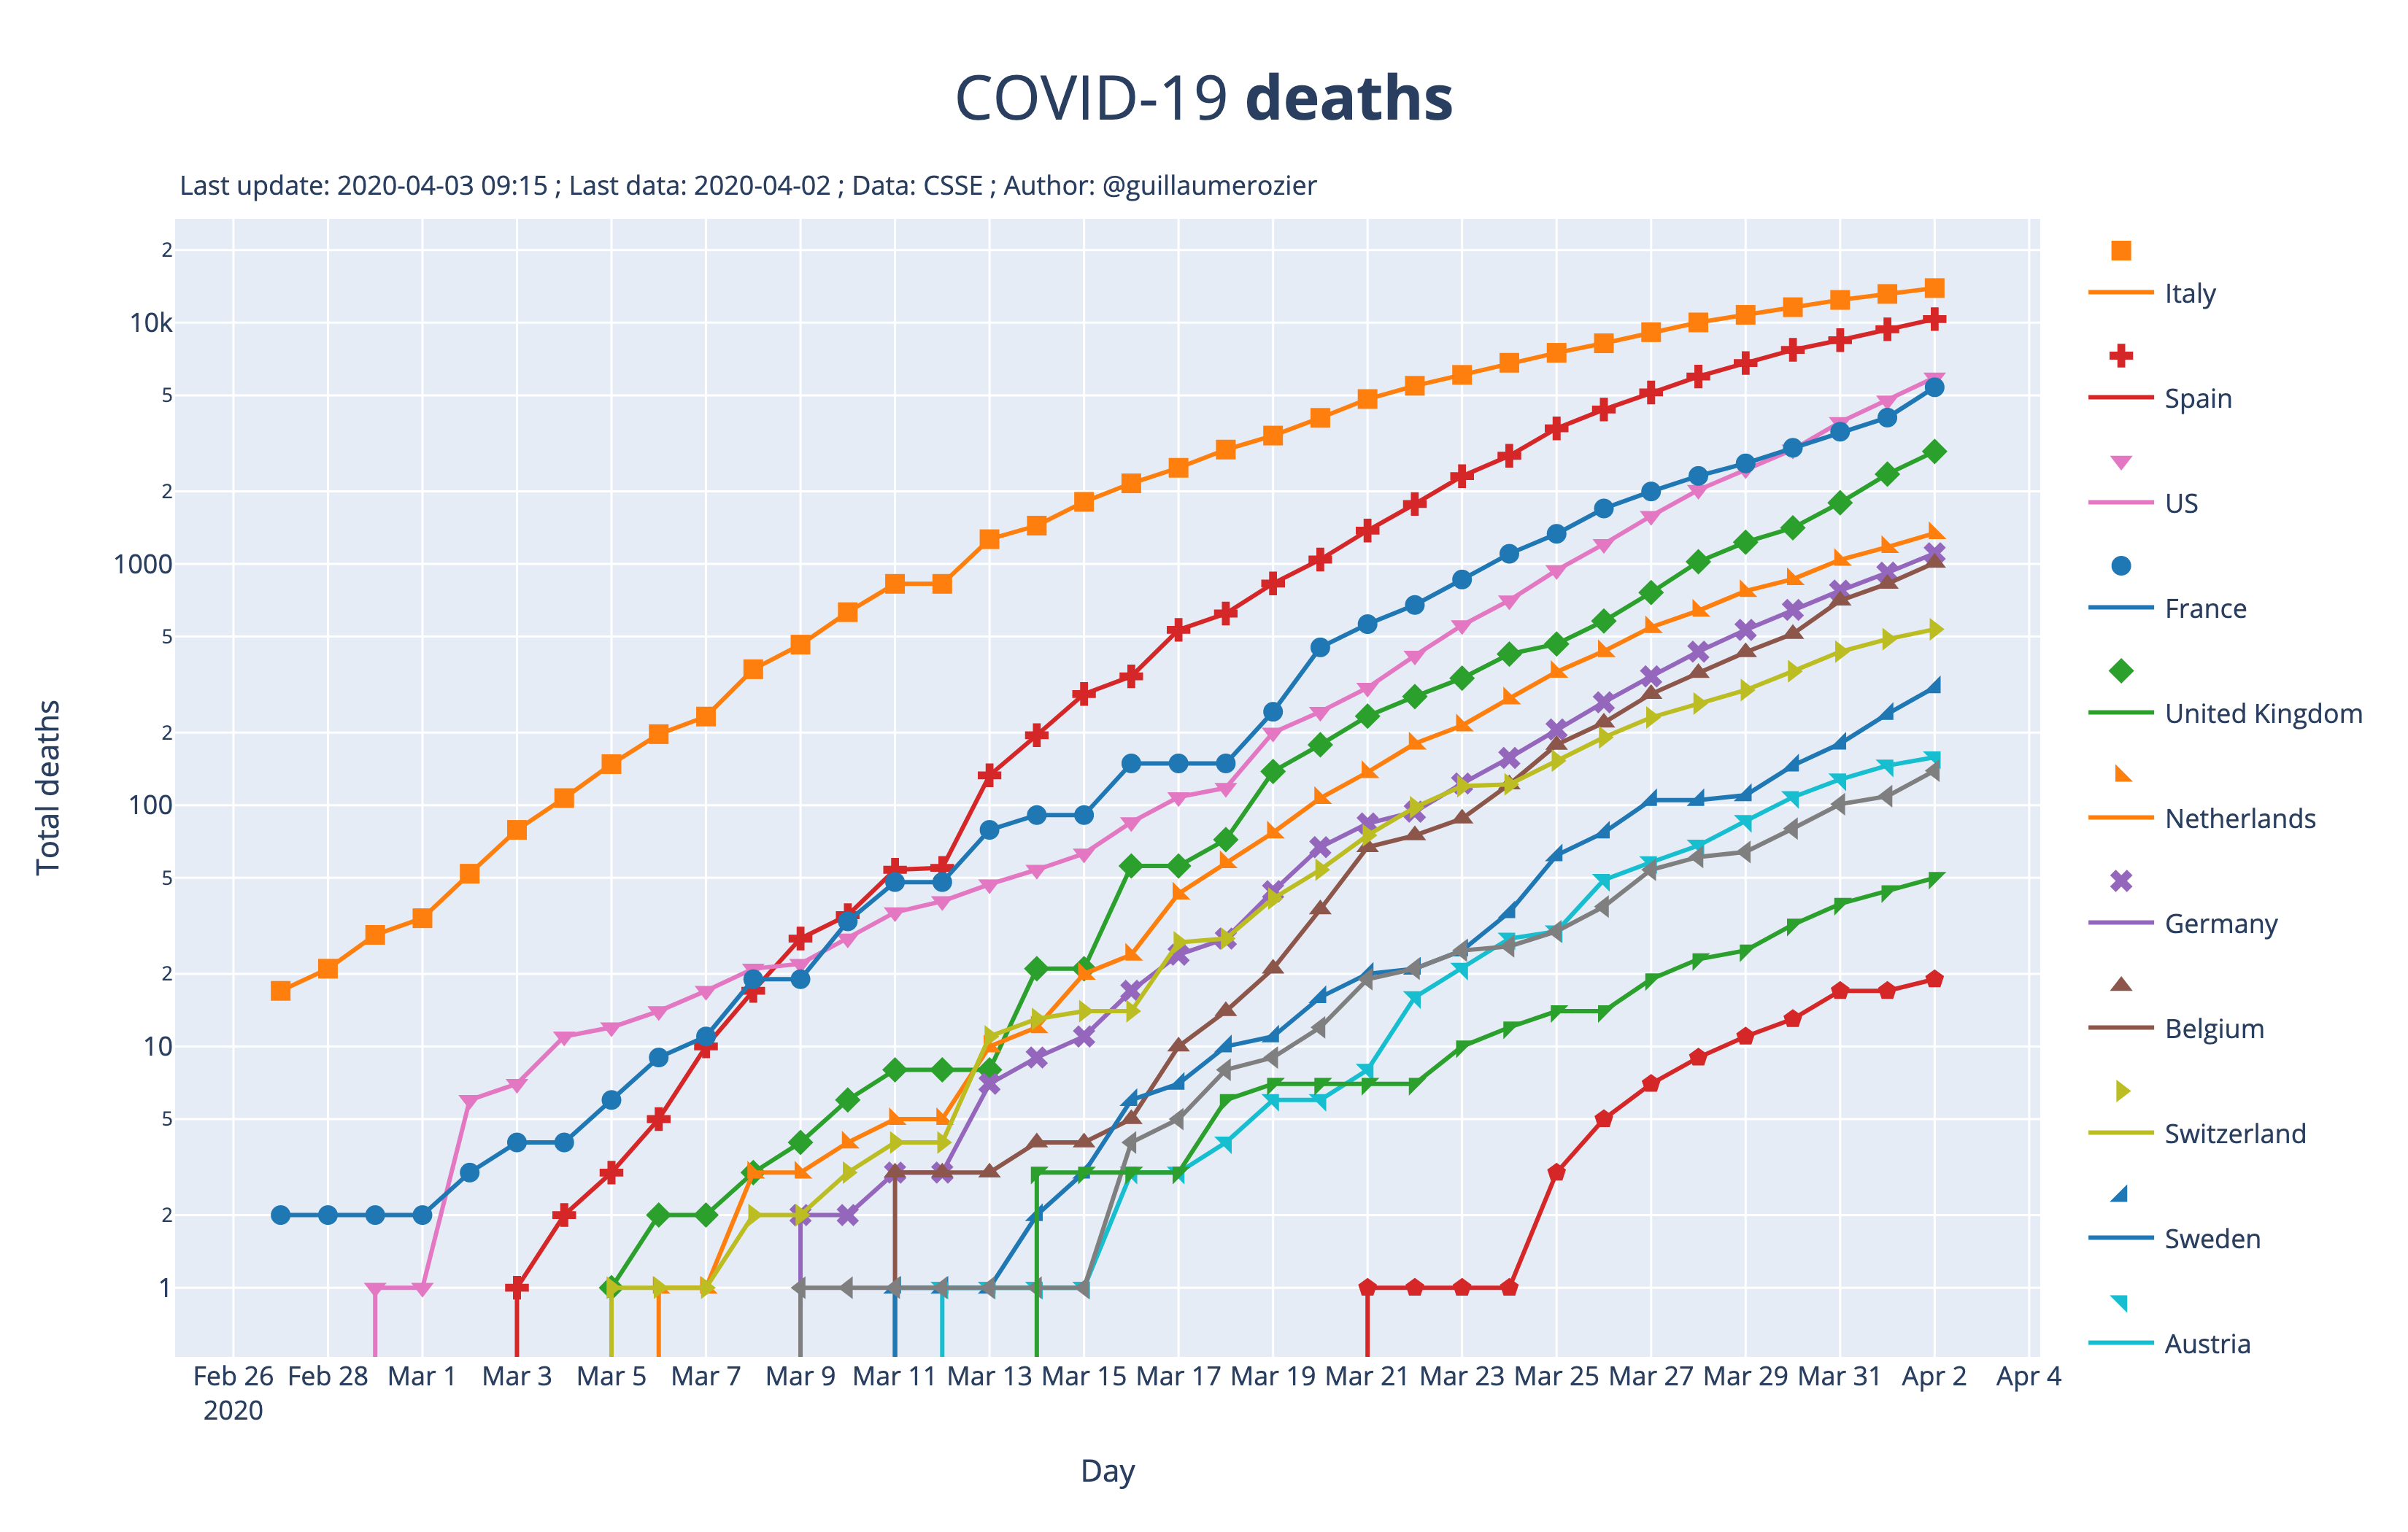 COVID-19 deaths
Last update: 2020-04-03 09:15 ; Last data: 2020-04-02 ; Data: CSSE ; Author: @guillaumerozier
2
10k
5
2
1000
5
2
100
5
2
10
5
2
1
Total deaths
Feb 26 Feb 28 Mar 1 Mar 3 Mar 5 Mar 7 Mar 9 Mar 11 Mar 13 Mar 15 Mar 17 Mar 19 Mar 21 Mar 23 Mar 25 Mar 27 Mar 29 Mar 31 Apr 2 Apr 4
2020
Day
Italy
Spain
US
France
United Kingdom
Netherlands
Germany
Belgium
Switzerland
Sweden
Austria